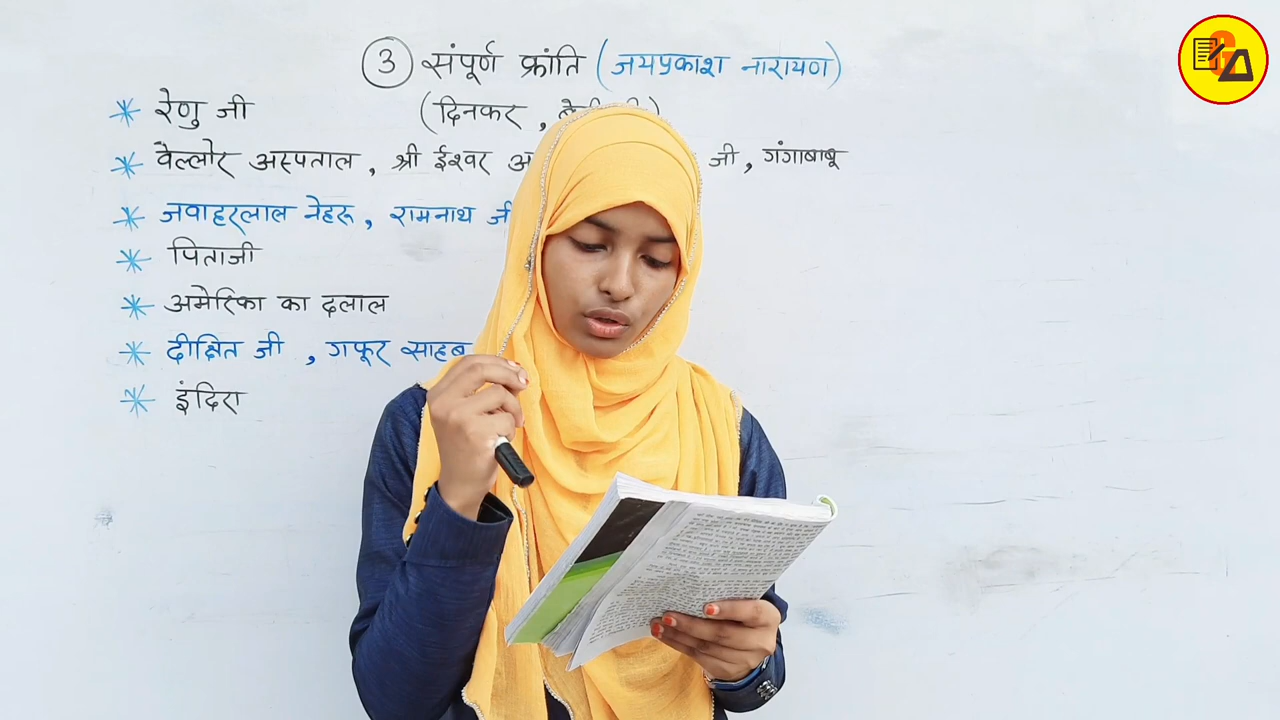 3 संपूर्ण क्रांति (जयप्रकाश नारायण)
(दिनकर ,
* रेणु जी
* वेल्लोर अस्पताल , श्री ईश्वर जी , गंगाबाबू
* जवाहरलाल नेहरू , रामनाथ जी
* पिताजी
* अमेरिका का दलाल
* दीक्षित जी , गफूर साहब
* इंदिरा